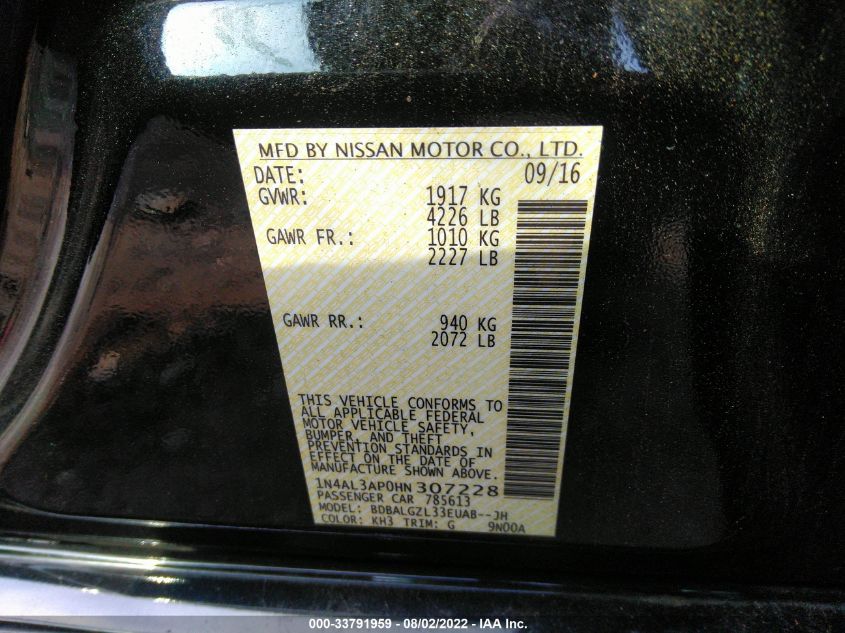 MFD BY NISSAN MOTOR CO., LTD.
DATE: 09/16
GVWR: 1917 KG
4226 LB
GAWR FR.: 1010 KG
2227 LB
GAWR RR.: 940 KG
2072 LB
THIS VEHICLE CONFORMS TO
ALL APPLICABLE FEDERAL
MOTOR VEHICLE SAFETY,
BUMPER, AND THEFT
PREVENTION STANDARDS IN
EFFECT ON THE DATE OF
MANUFACTURE SHOWN ABOVE.
1N4AL3AP0HN307228
PASSENGER CAR 785613
MODEL: BDBALGZL33EUAB--JH
COLOR: KH3 TRIM: G 9N00A
000-33791959 - 08/02/2022 - IAA Inc.